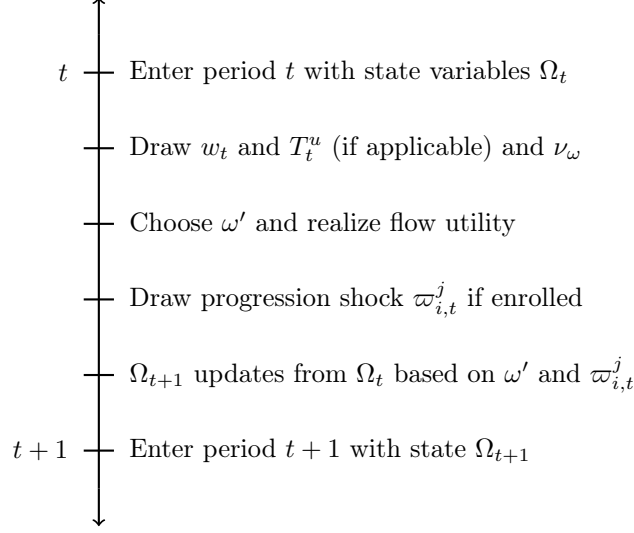 t Enter period t with state variables Ω_t
Draw w_t and T_t^u (if applicable) and ν_ω
Choose ω′ and realize flow utility
Draw progression shock ϖ_{i,t}^j if enrolled
Ω_{t+1} updates from Ω_t based on ω′ and ϖ_{i,t}^j
t + 1 Enter period t + 1 with state Ω_{t+1}